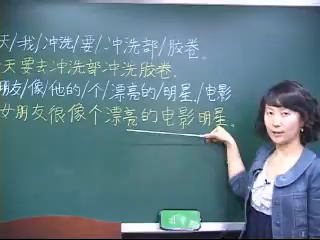 天/我/冲洗/要/冲洗部/胶卷.
天要去冲洗部冲洗胶卷.
朋友/像/他的/个/漂亮的/明星/电影
女朋友很像个漂亮的电影明星.